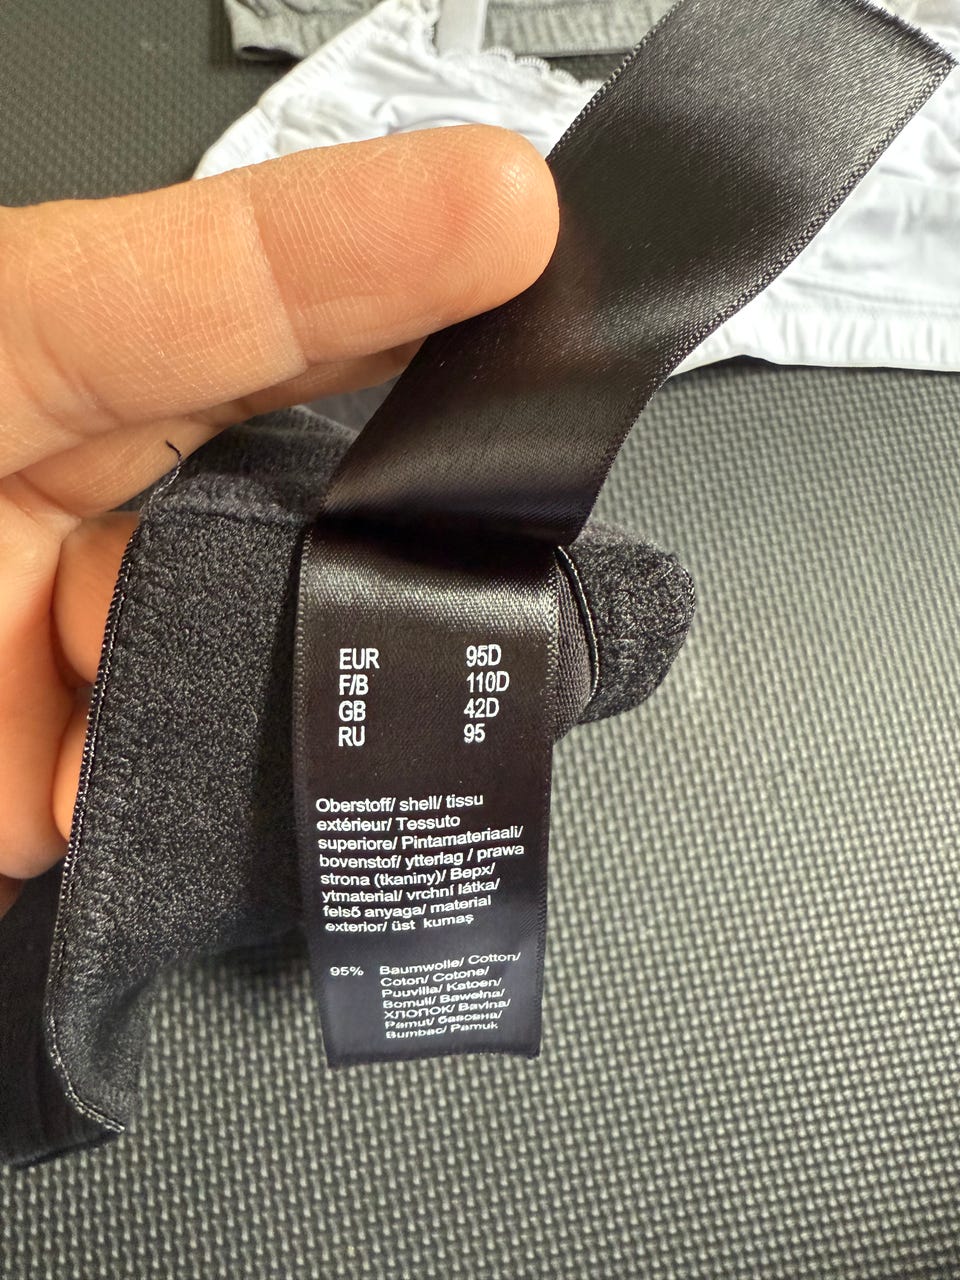 EUR 95D
F/B 110D
GB 42D
RU 95
Oberstoff/ shell/ tissu
extérieur/ Tessuto
superiore/ Pintamateriaali/
bovenstof/ ytterlag / prawa
strona (tkaniny)/ Верх/
ytmaterial/ vrchní látka/
felső anyaga/ material
exterior/ üst kumaş
95% Baumwolle/ Cotton/
Coton/ Cotone/
Puuvilla/ Katoen/
Bomull/ Bawełna/
ХЛОПОК/ Bavlna/
Pamut/ бавовна/
Bumbac/ Pamuk